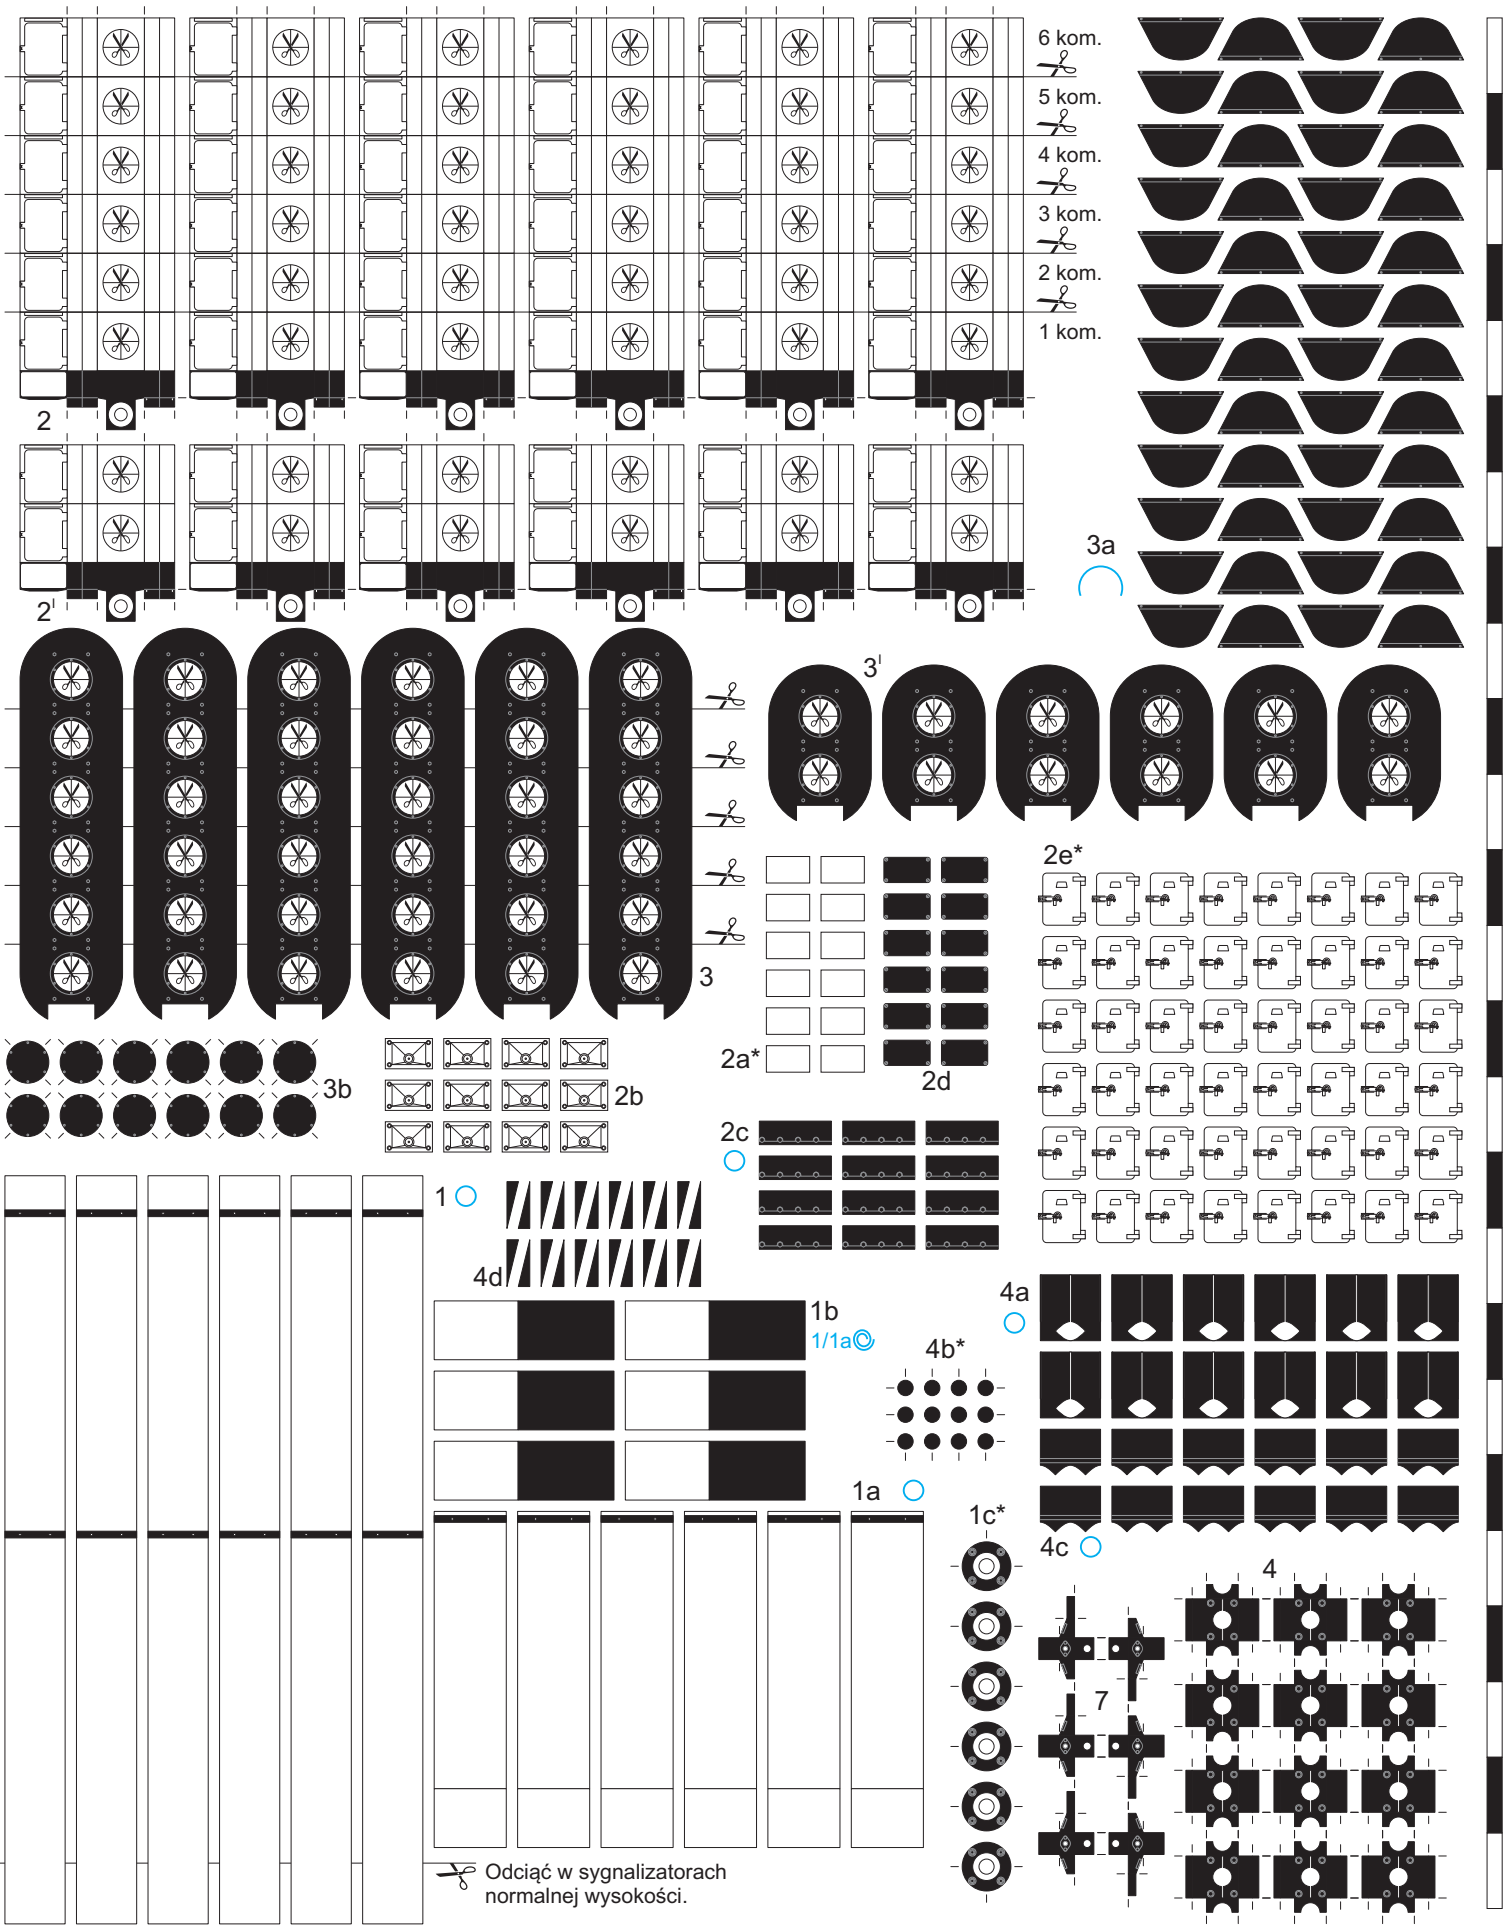 6 kom.
5 kom.
4 kom.
3 kom.
2 kom.
1 kom.
2
3a
2'
3'
2e*
3
2a*
2d
3b
2b
2c
1
4d
4a
1b
1/1a
4b*
1a
1c*
4c
4
7
Odciąć w sygnalizatorach
normalnej wysokości.